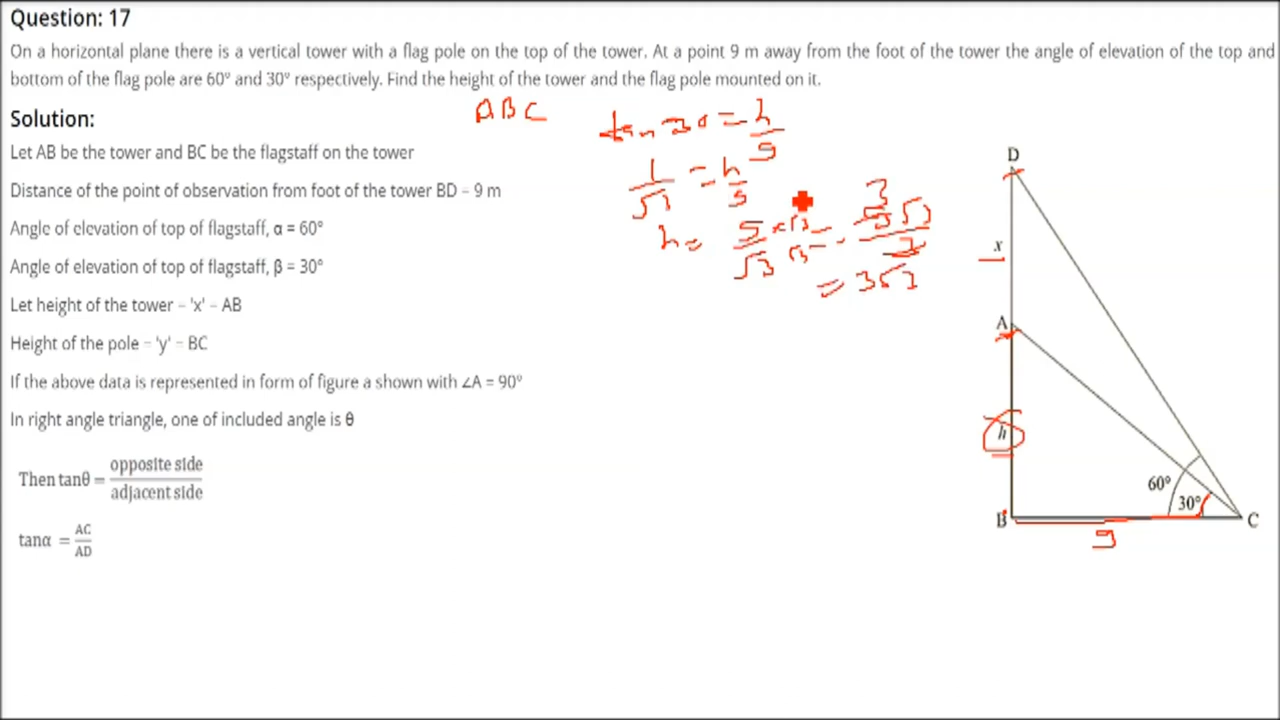 Question: 17
On a horizontal plane there is a vertical tower with a flag pole on the top of the tower. At a point 9 m away from the foot of the tower the angle of elevation of the top and
bottom of the flag pole are 60° and 30° respectively. Find the height of the tower and the flag pole mounted on it.
Solution:
Let AB be the tower and BC be the flagstaff on the tower
Distance of the point of observation from foot of the tower BD = 9 m
Angle of elevation of top of flagstaff, α = 60°
Angle of elevation of top of flagstaff, β = 30°
Let height of the tower = 'x' = AB
Height of the pole = 'y' = BC
If the above data is represented in form of figure a shown with ∠A = 90°
In right angle triangle, one of included angle is θ
Then tanθ = opposite side / adjacent side
tanα = AC / AD
ABC
tan 30 = h / 9
1 / √3 = h / 9
h = 9 / √3 × √3 / √3 = 9√3 / 3
3
= 3√3
D
x
A
h
60°
30°
B
C
9